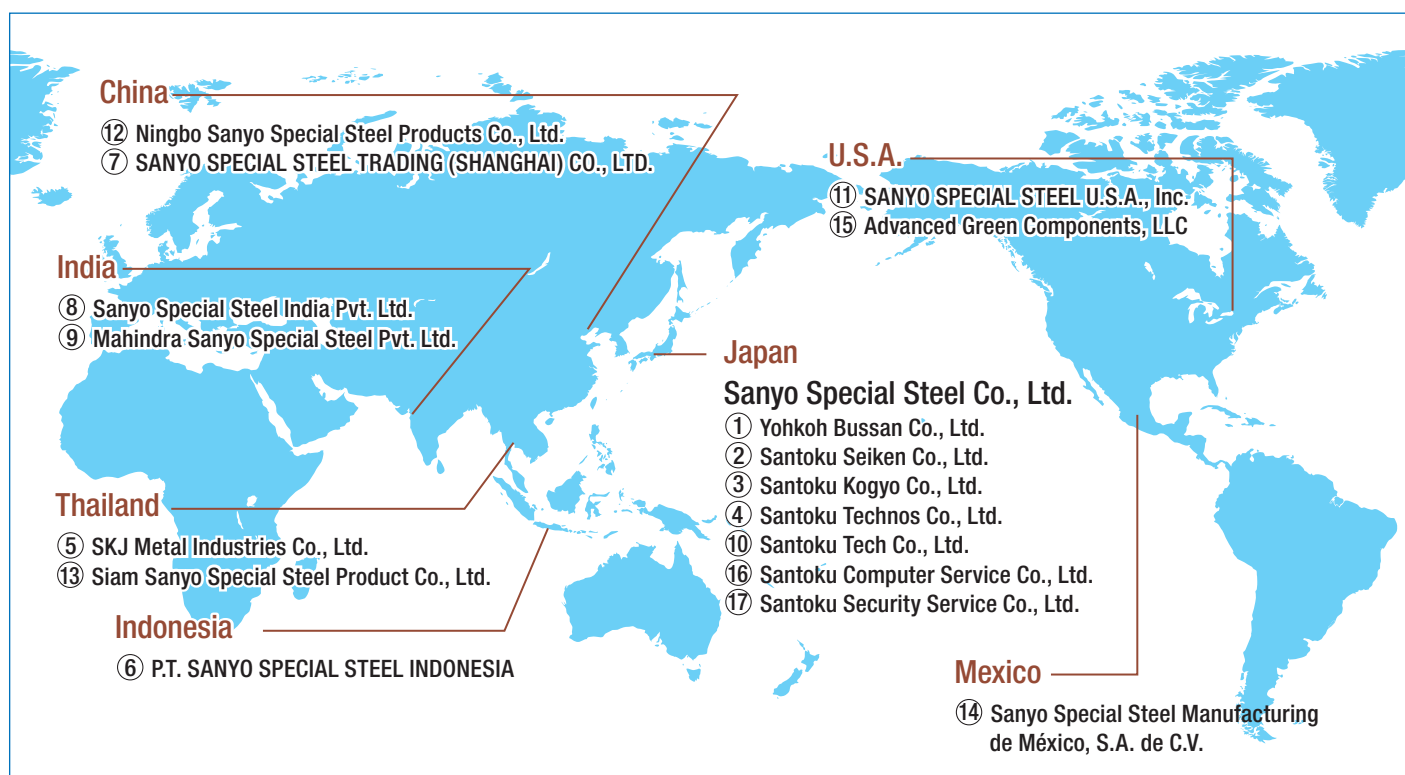 China
⑫ Ningbo Sanyo Special Steel Products Co., Ltd.
⑦ SANYO SPECIAL STEEL TRADING (SHANGHAI) CO., LTD.
India
⑧ Sanyo Special Steel India Pvt. Ltd.
⑨ Mahindra Sanyo Special Steel Pvt. Ltd.
Thailand
⑤ SKJ Metal Industries Co., Ltd.
⑬ Siam Sanyo Special Steel Product Co., Ltd.
Indonesia
⑥ P.T. SANYO SPECIAL STEEL INDONESIA
Japan
Sanyo Special Steel Co., Ltd.
① Yohkoh Bussan Co., Ltd.
② Santoku Seiken Co., Ltd.
③ Santoku Kogyo Co., Ltd.
④ Santoku Technos Co., Ltd.
⑩ Santoku Tech Co., Ltd.
⑯ Santoku Computer Service Co., Ltd.
⑰ Santoku Security Service Co., Ltd.
U.S.A.
⑪ SANYO SPECIAL STEEL U.S.A., Inc.
⑮ Advanced Green Components, LLC
Mexico
⑭ Sanyo Special Steel Manufacturing
de México, S.A. de C.V.